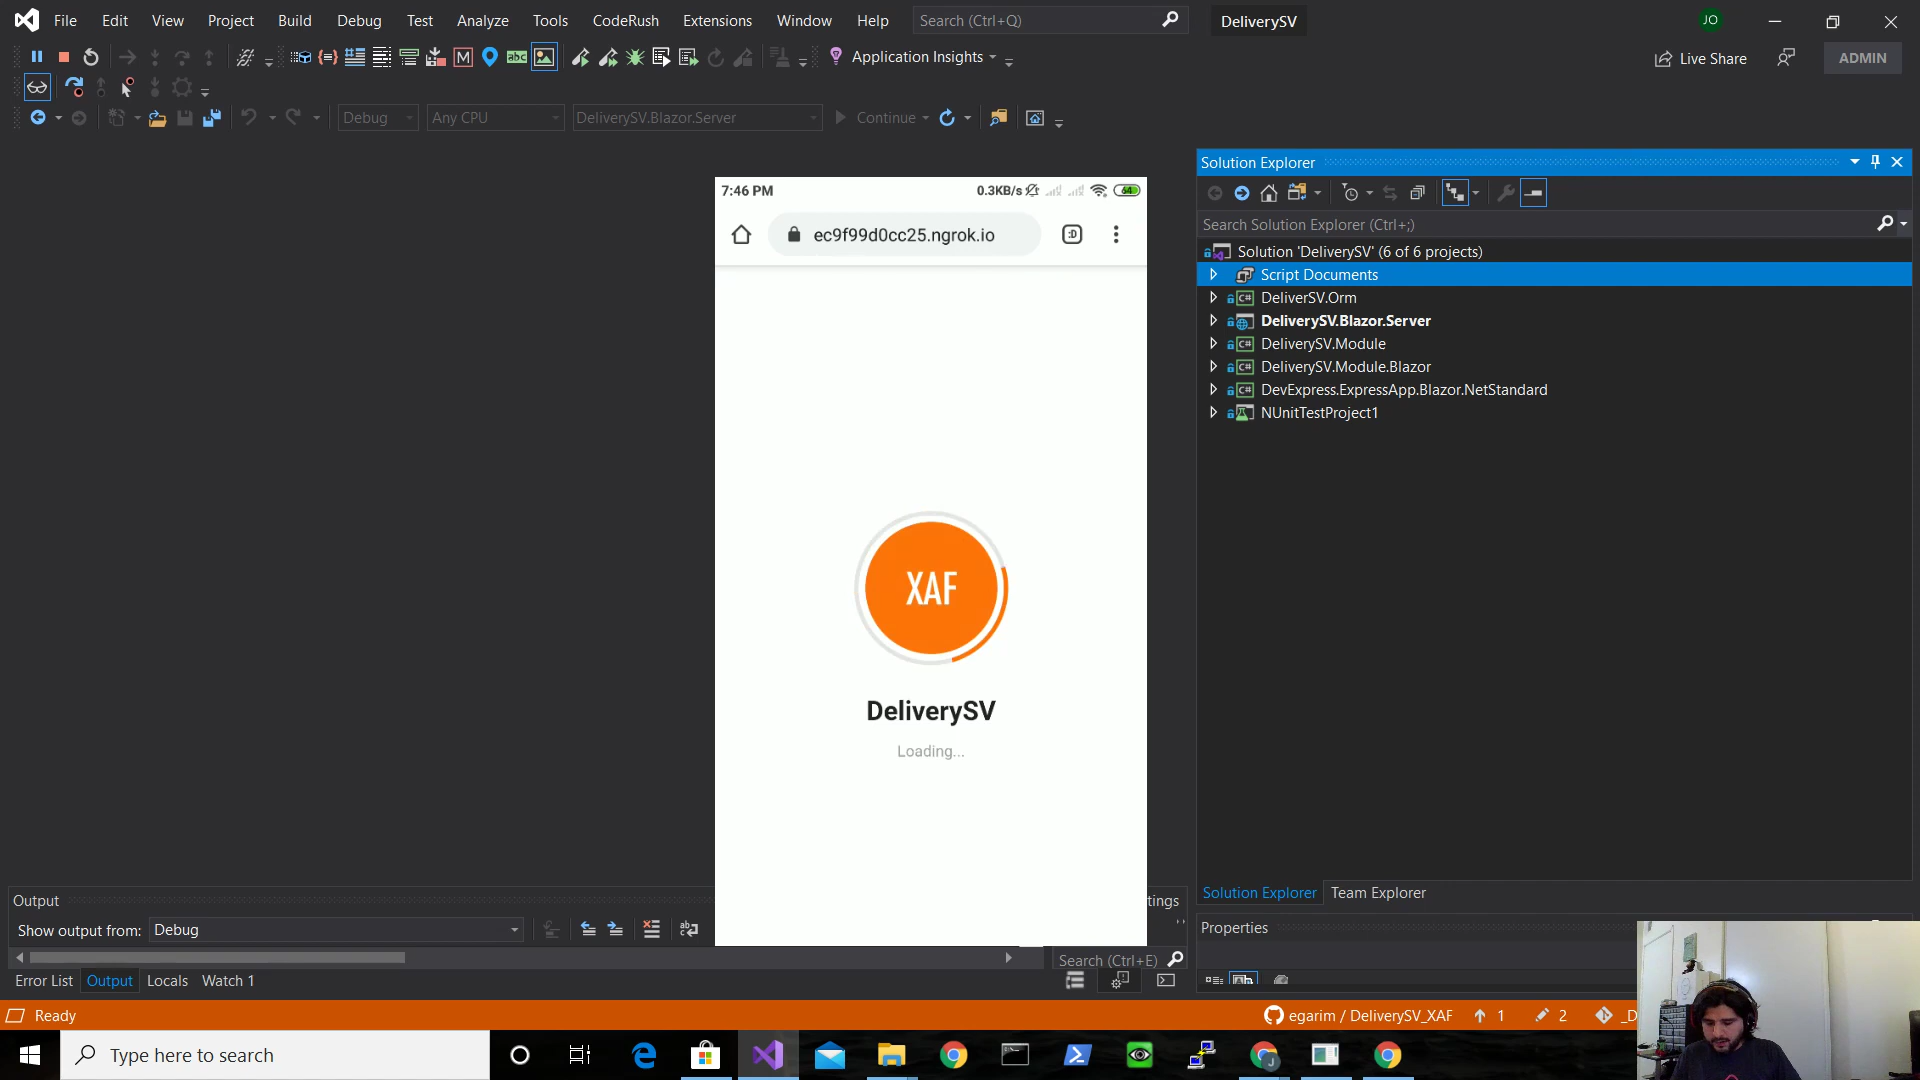 File Edit View Project Build Debug Test Analyze Tools CodeRush Extensions Window Help Search (Ctrl+Q) DeliverySV JO
Application Insights Live Share ADMIN
Debug Any CPU DeliverySV.Blazor.Server Continue
Solution Explorer
Search Solution Explorer (Ctrl+;)
Solution 'DeliverySV' (6 of 6 projects)
Script Documents
DeliverSV.Orm
DeliverySV.Blazor.Server
DeliverySV.Module
DeliverySV.Module.Blazor
DevExpress.ExpressApp.Blazor.NetStandard
NUnitTestProject1
7:46 PM 0.3KB/s 64
ec9f99d0cc25.ngrok.io :D
XAF
DeliverySV
Loading...
Output tings
Show output from: Debug
Search (Ctrl+E)
Error List Output Locals Watch 1
Solution Explorer Team Explorer
Properties
Ready egarim / DeliverySV_XAF 1 2 _D
Type here to search